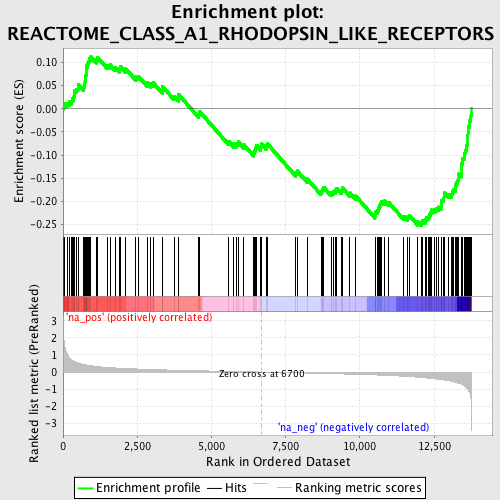 Enrichment plot:
REACTOME_CLASS_A1_RHODOPSIN_LIKE_RECEPTORS
Enrichment score (ES)
0.10
0.05
0.00
-0.05
-0.10
-0.15
-0.20
-0.25
Ranked list metric (PreRanked)
3
2
1
0
-1
-2
-3
'na_pos' (positively correlated)
Zero cross at 6700
'na_neg' (negatively correlated)
0
2,500
5,000
7,500
10,000
12,500
Rank in Ordered Dataset
Enrichment profile
Hits
Ranking metric scores